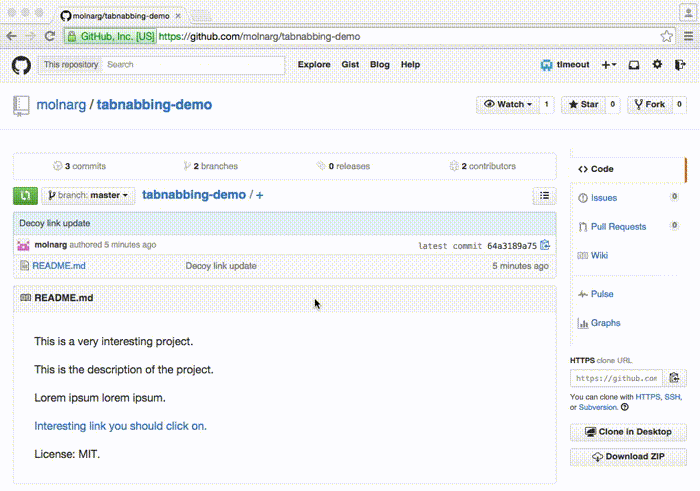 molnarg/tabnabbing-demo
GitHub, Inc. [US] https://github.com/molnarg/tabnabbing-demo
This repository Search Explore Gist Blog Help tlmeout
molnarg / tabnabbing-demo Watch 1 Star 0 Fork 0
3 commits 2 branches 0 releases 2 contributors
branch: master tabnabbing-demo / +
Decoy link update
molnarg authored 5 minutes ago latest commit 64a3189a75
README.md Decoy link update 5 minutes ago
README.md
This is a very interesting project.
This is the description of the project.
Lorem ipsum lorem ipsum.
Interesting link you should click on.
License: MIT.
Code
Issues 0
Pull Requests 0
Wiki
Pulse
Graphs
HTTPS clone URL
https://github.com
You can clone with HTTPS, SSH,
or Subversion.
Clone in Desktop
Download ZIP